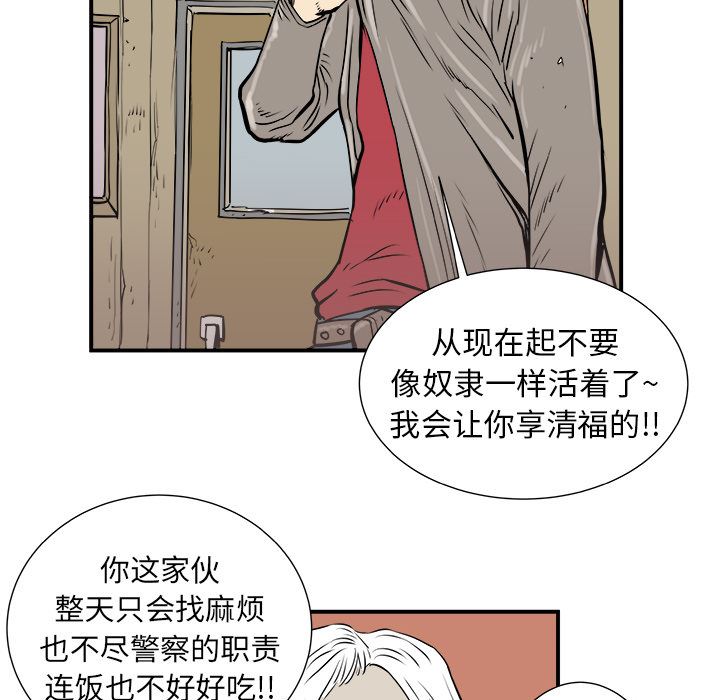 从现在起不要
像奴隶一样活着了~
我会让你享清福的!!
你这家伙
整天只会找麻烦
也不尽警察的职责
连饭也不好好吃!!